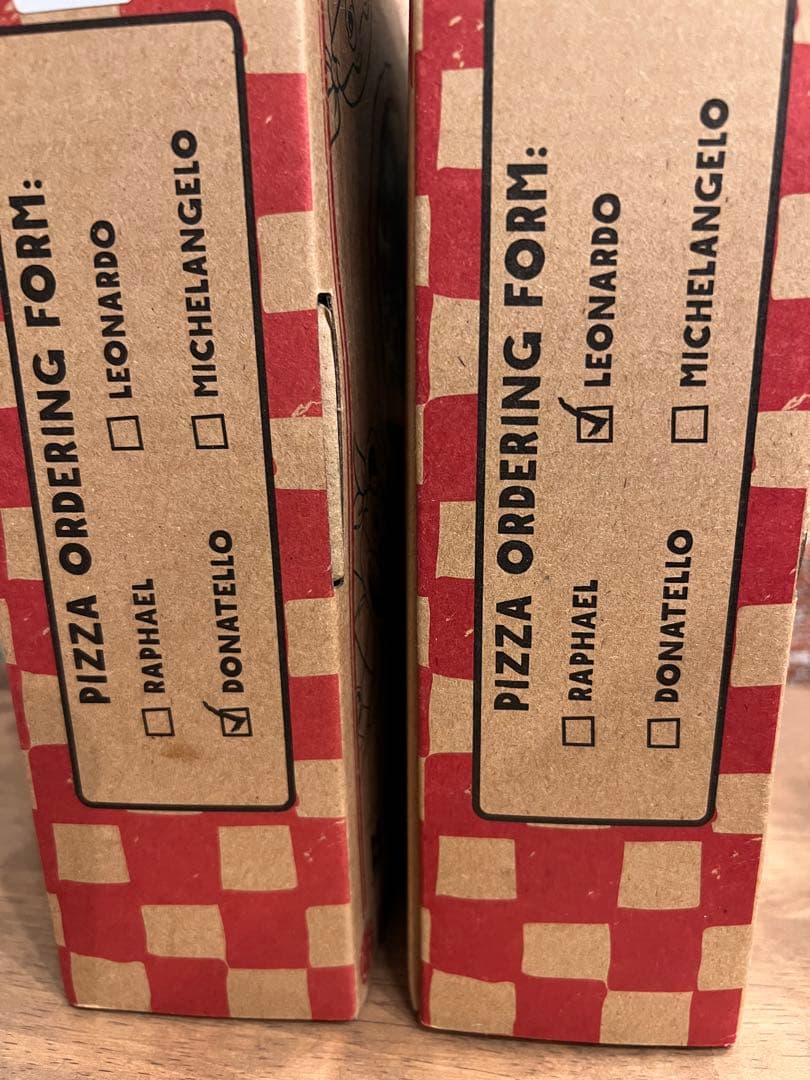 PIZZA ORDERING FORM:
RAPHAEL LEONARDO
DONATELLO MICHELANGELO
PIZZA ORDERING FORM:
RAPHAEL LEONARDO
DONATELLO MICHELANGELO